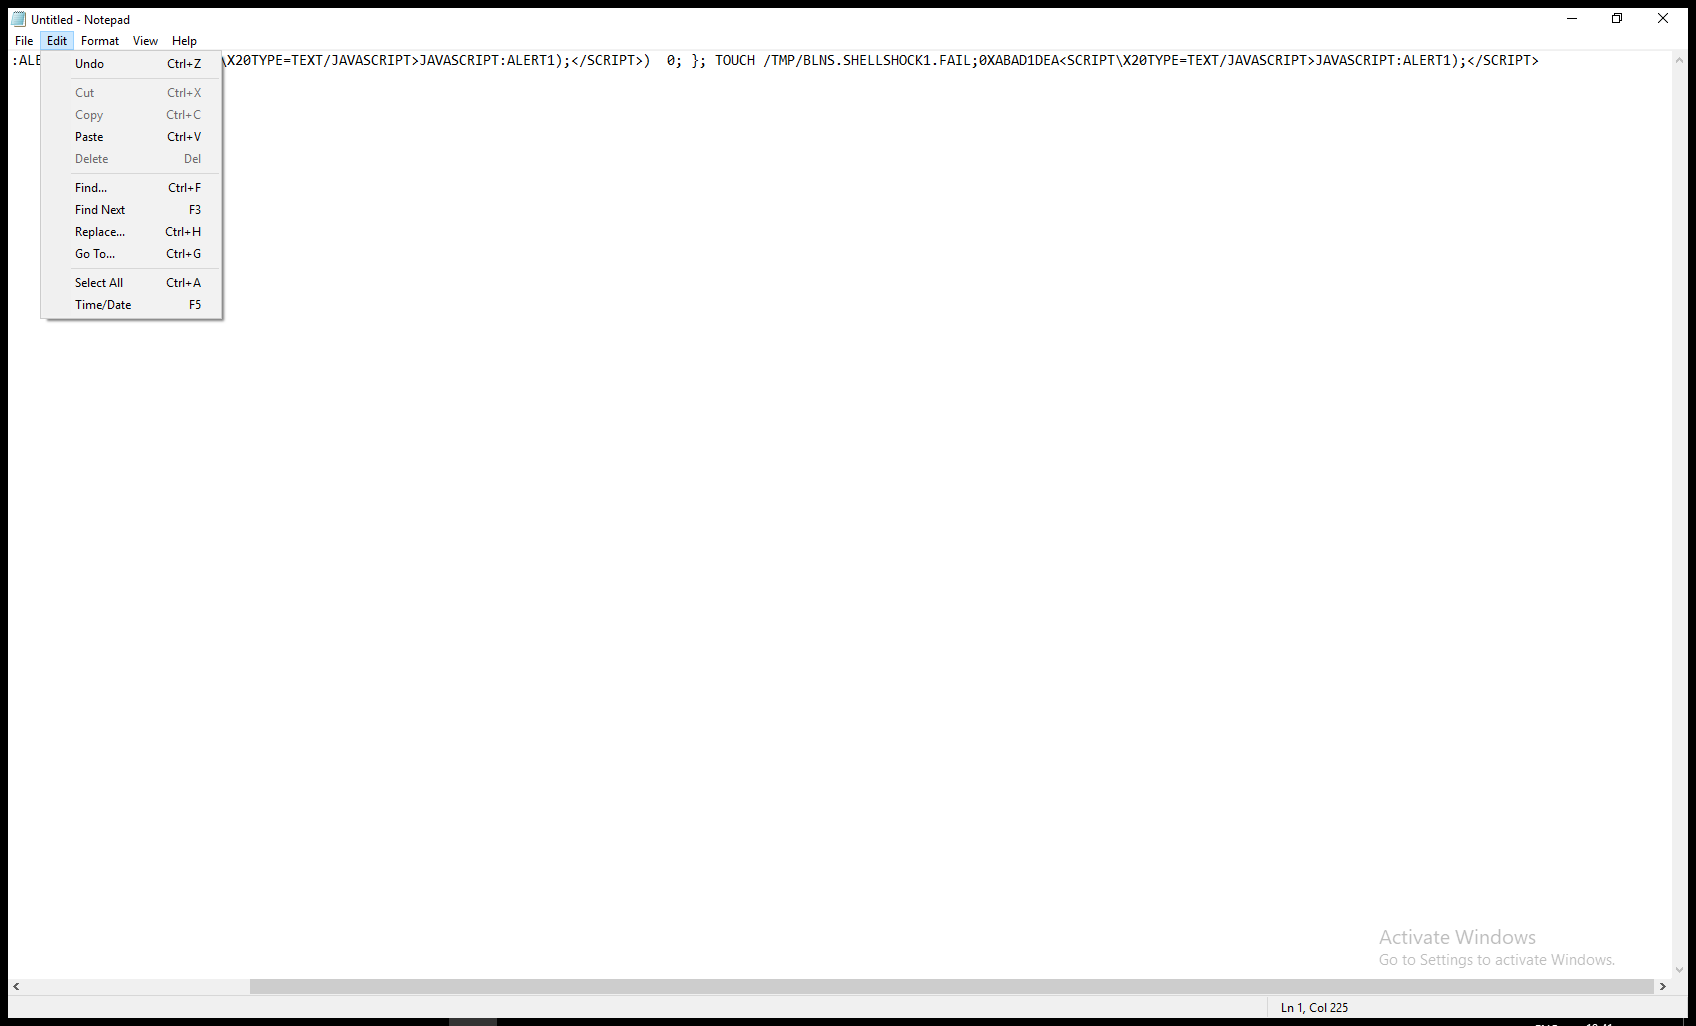 Untitled - Notepad
File Edit Format View Help
:ALE \X20TYPE=TEXT/JAVASCRIPT>JAVASCRIPT:ALERT1);</SCRIPT>)  0; }; TOUCH /TMP/BLNS.SHELLSHOCK1.FAIL;0XABAD1DEA<SCRIPT\X20TYPE=TEXT/JAVASCRIPT>JAVASCRIPT:ALERT1);</SCRIPT>
Undo Ctrl+Z
Cut Ctrl+X
Copy Ctrl+C
Paste Ctrl+V
Delete Del
Find... Ctrl+F
Find Next F3
Replace... Ctrl+H
Go To... Ctrl+G
Select All Ctrl+A
Time/Date F5
Activate Windows
Go to Settings to activate Windows.
Ln 1, Col 225